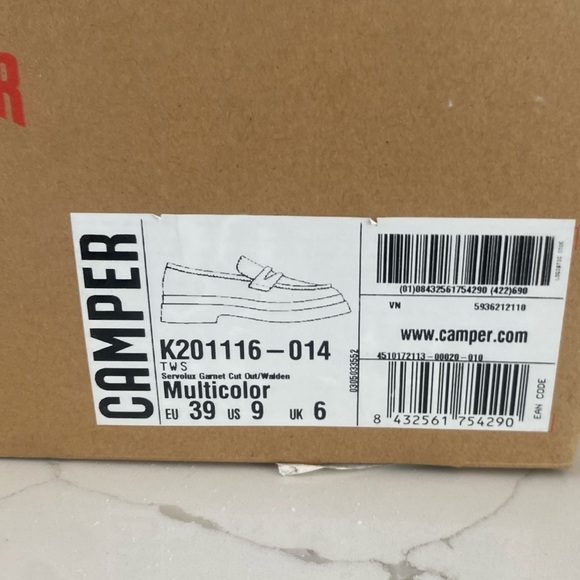 R
CAMPER
K201116-014
TWS
Servolux Garnet Cut Out/Walden
Multicolor
EU 39 US 9 UK 6
0305033552
(01)08432561754290 (422)690
VN 5936212110
www.camper.com
4510172113-00020-010
8 432561 754290
EAN CODE